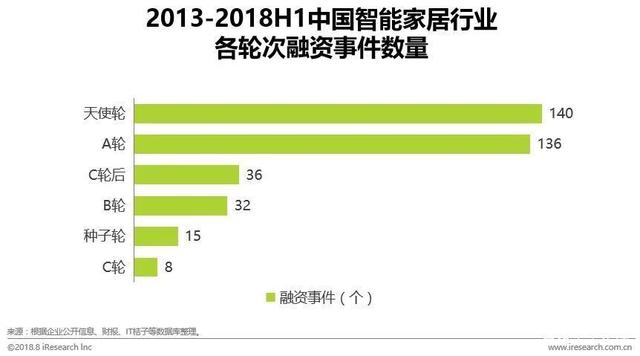 2013-2018H1中国智能家居行业
各轮次融资事件数量
天使轮 140
A轮 136
C轮后 36
B轮 32
种子轮 15
C轮 8
融资事件（个）
来源：根据企业公开信息、财报、IT桔子等数据库整理。
©2018.8 iResearch Inc www.iresearch.com.cn